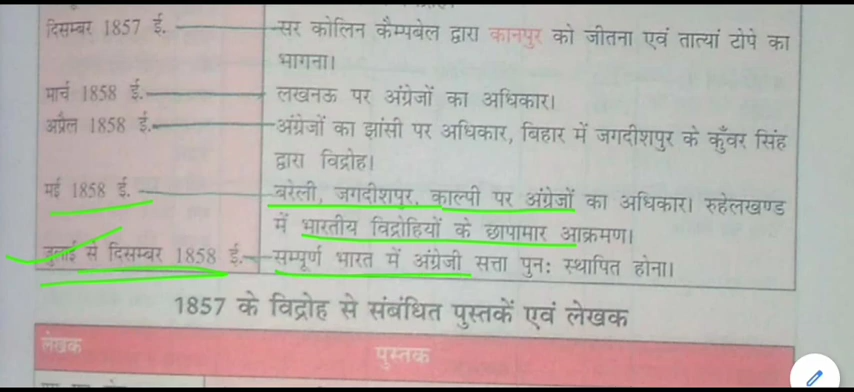 दिसम्बर 1857 ई. सर कोलिन कैम्पबेल द्वारा कानपुर को जीतना एवं तात्यां टोपे का
भागना।
मार्च 1858 ई. लखनऊ पर अंग्रेजों का अधिकार।
अप्रैल 1858 ई. अंग्रेजों का झांसी पर अधिकार, बिहार में जगदीशपुर के कुँवर सिंह
द्वारा विद्रोह।
मई 1858 ई. बरेली, जगदीशपुर, काल्पी पर अंग्रेजों का अधिकार। रुहेलखण्ड
में भारतीय विद्रोहियों के छापामार आक्रमण।
जुलाई से दिसम्बर 1858 ई. सम्पूर्ण भारत में अंग्रेजी सत्ता पुनः स्थापित होना।
1857 के विद्रोह से संबंधित पुस्तकें एवं लेखक
लेखक पुस्तक